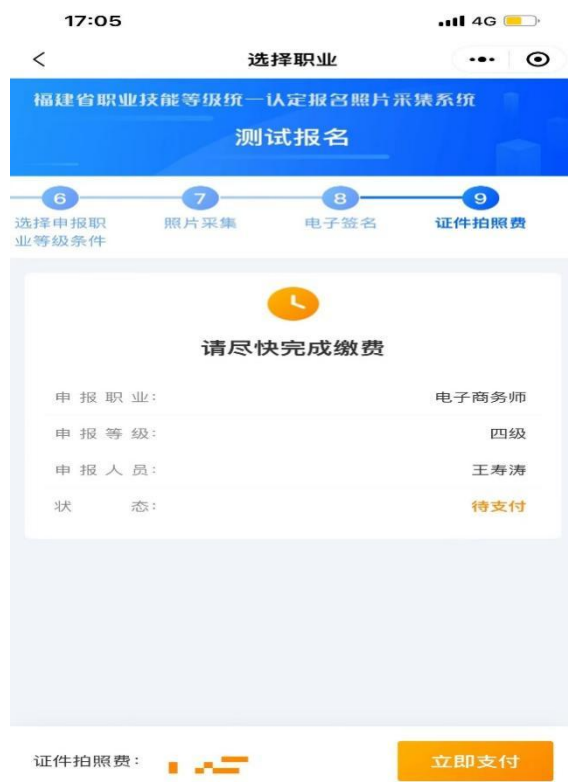 17:05
4G
选择职业
福建省职业技能等级统一认定报名照片采集系统
测试报名
6
7
8
9
选择申报职
业等级条件
照片采集
电子签名
证件拍照费
请尽快完成缴费
申报职业：
电子商务师
申报等级：
四级
申报人员：
王寿涛
状态：
待支付
证件拍照费：
立即支付